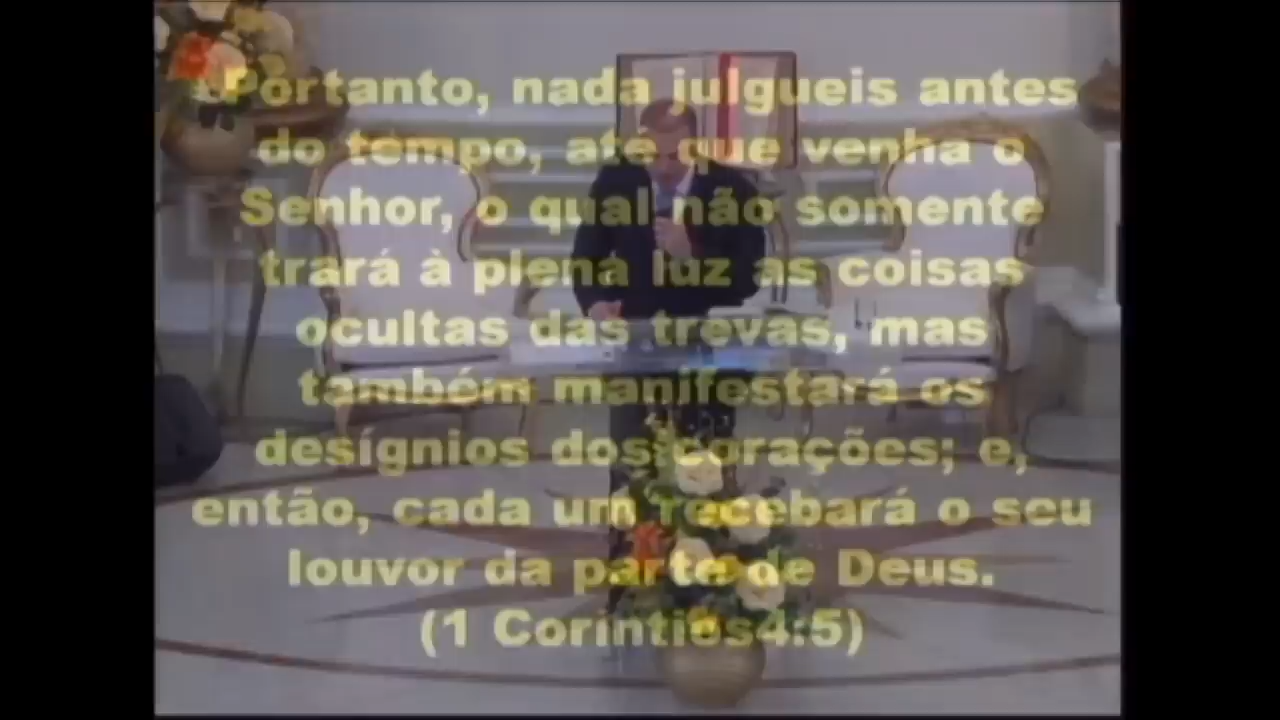 Portanto, nada julgueis antes
do tempo, até que venha o
Senhor, o qual não somente
trará à plena luz as coisas
ocultas das trevas, mas
também manifestará os
desígnios dos corações; e,
então, cada um receberá o seu
louvor da parte de Deus.
(1 Coríntios4:5)